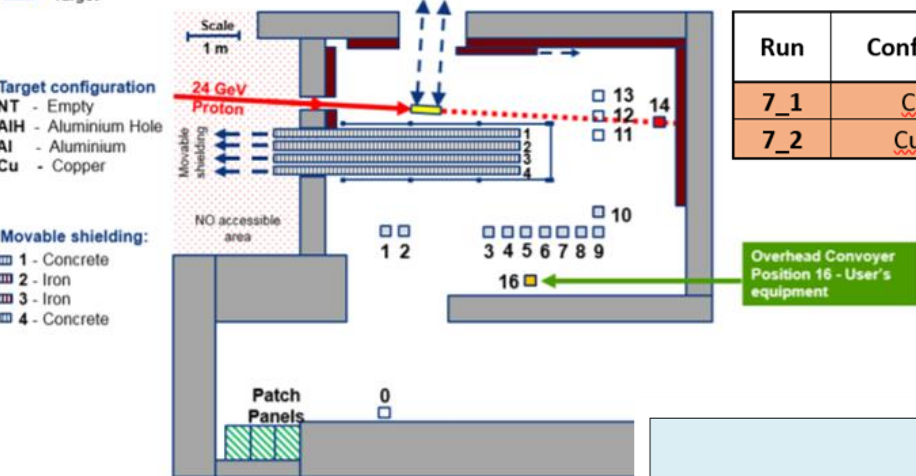 Scale
1 m
24 GeV
Proton
Target configuration
NT - Empty
AlH - Aluminium Hole
Al - Aluminium
Cu - Copper
Movable
shielding
1
2
3
4
13
12
11
14
10
NO accessible
area
1 2
3 4 5 6 7 8 9
16
Movable shielding:
1 - Concrete
2 - Iron
3 - Iron
4 - Concrete
Overhead Convoyer
Position 16 - User's
equipment
Patch
Panels
0
Run
7_1
7_2